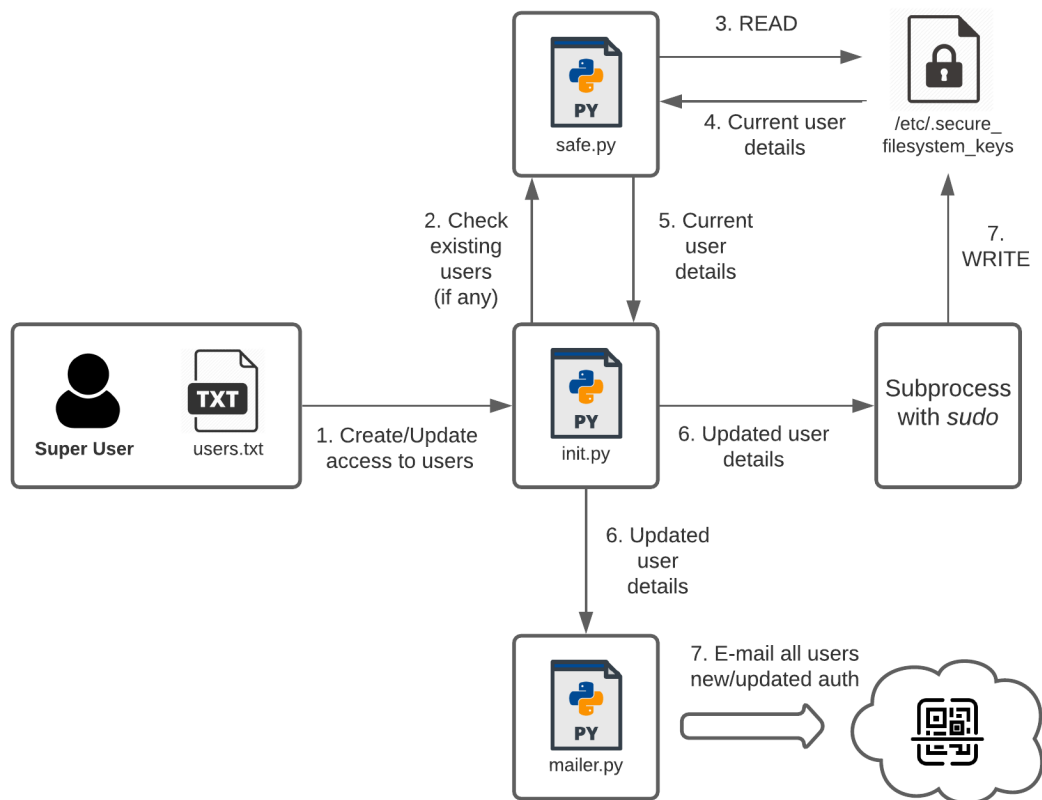 3. READ
PY
safe.py
4. Current user
details
/etc/.secure_
filesystem_keys
2. Check
existing
users
(if any)
5. Current
user
details
7.
WRITE
Super User
TXT
users.txt
1. Create/Update
access to users
PY
init.py
6. Updated user
details
Subprocess
with sudo
6. Updated
user
details
PY
mailer.py
7. E-mail all users
new/updated auth